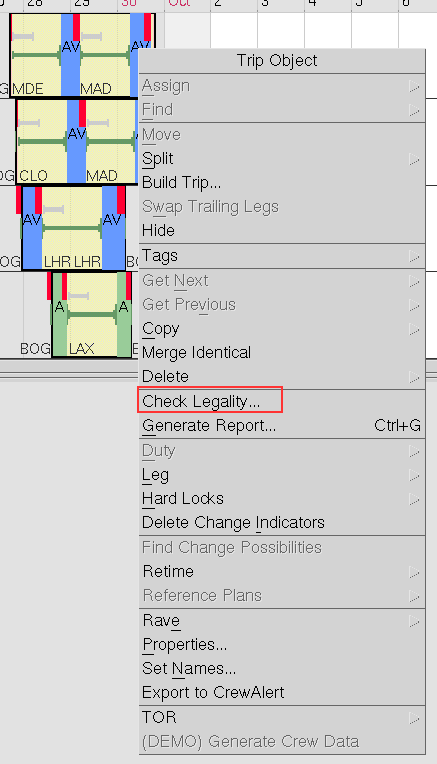 28 29 30 Oct 2 3 4 5 6
AV AV
G MDE MAD
AV
OG CLO MAD
AV AV
OG LHR LHR BO
A A
BOG LAX B
Trip Object
Assign
Find
Move
Split
Build Trip...
Swap Trailing Legs
Hide
Tags
Get Next
Get Previous
Copy
Merge Identical
Delete
Check Legality...
Generate Report... Ctrl+G
Duty
Leg
Hard Locks
Delete Change Indicators
Find Change Possibilities
Retime
Reference Plans
Rave
Properties...
Set Names...
Export to CrewAlert
TOR
(DEMO) Generate Crew Data